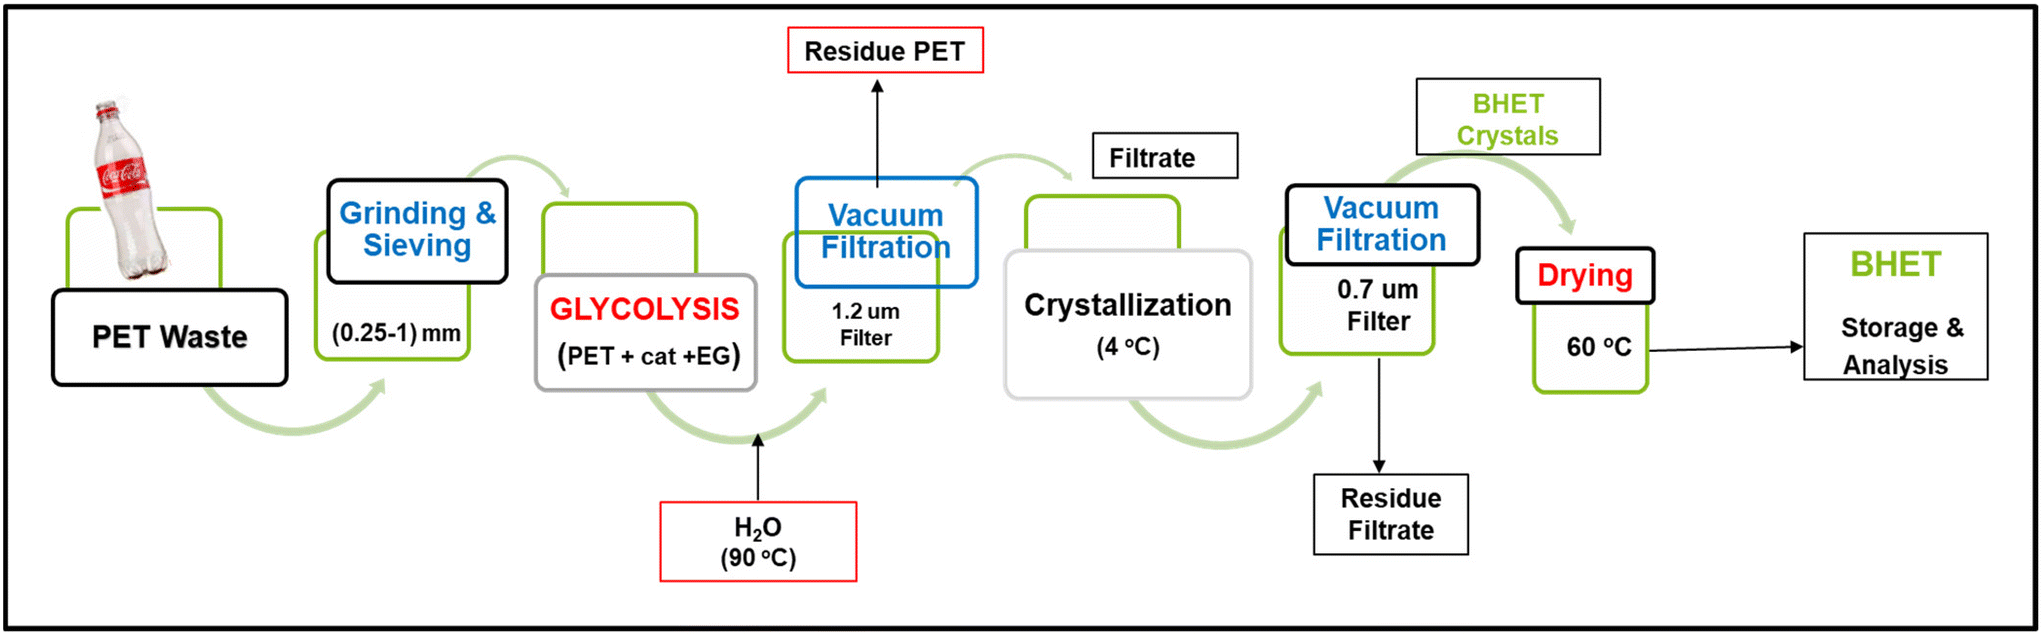 Coca-Cola
PET Waste
Grinding &
Sieving
(0.25-1) mm
GLYCOLYSIS
(PET + cat +EG)
H₂O
(90 °C)
Residue PET
Vacuum
Filtration
1.2 um
Filter
Filtrate
Crystallization
(4 °C)
Vacuum
Filtration
0.7 um
Filter
Residue
Filtrate
BHET
Crystals
Drying
60 °C
BHET
Storage &
Analysis